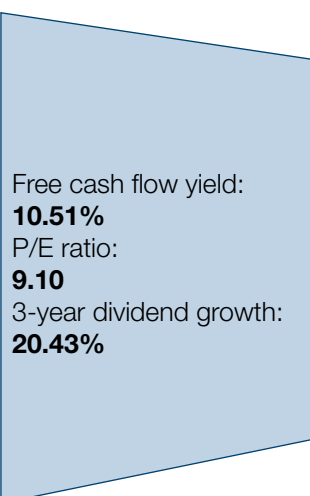 Free cash flow yield:
10.51%
P/E ratio:
9.10
3-year dividend growth:
20.43%